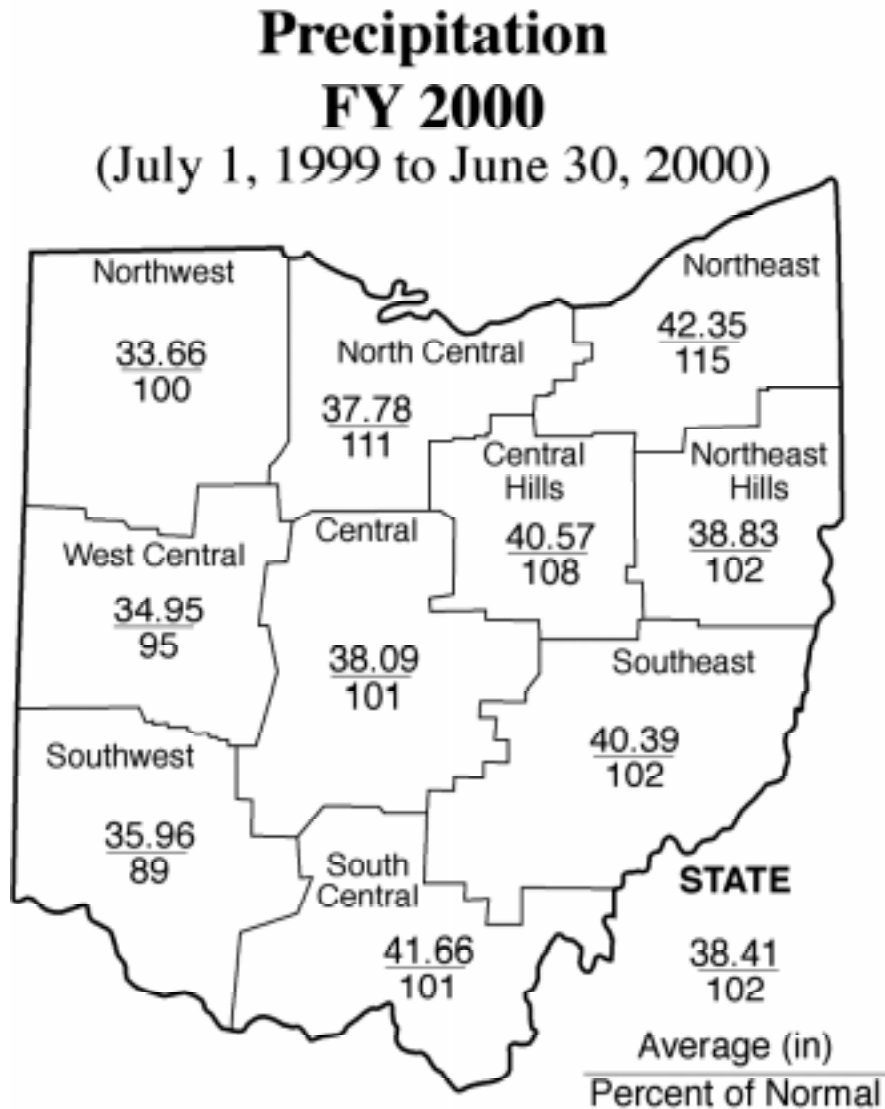 Precipitation
FY 2000
(July 1, 1999 to June 30, 2000)
Northwest
33.66
100
North Central
37.78
111
Northeast
42.35
115
West Central
34.95
95
Central
38.09
101
Central
Hills
40.57
108
Northeast
Hills
38.83
102
Southwest
35.96
89
South
Central
41.66
101
Southeast
40.39
102
STATE
38.41
102
Average (in)
Percent of Normal